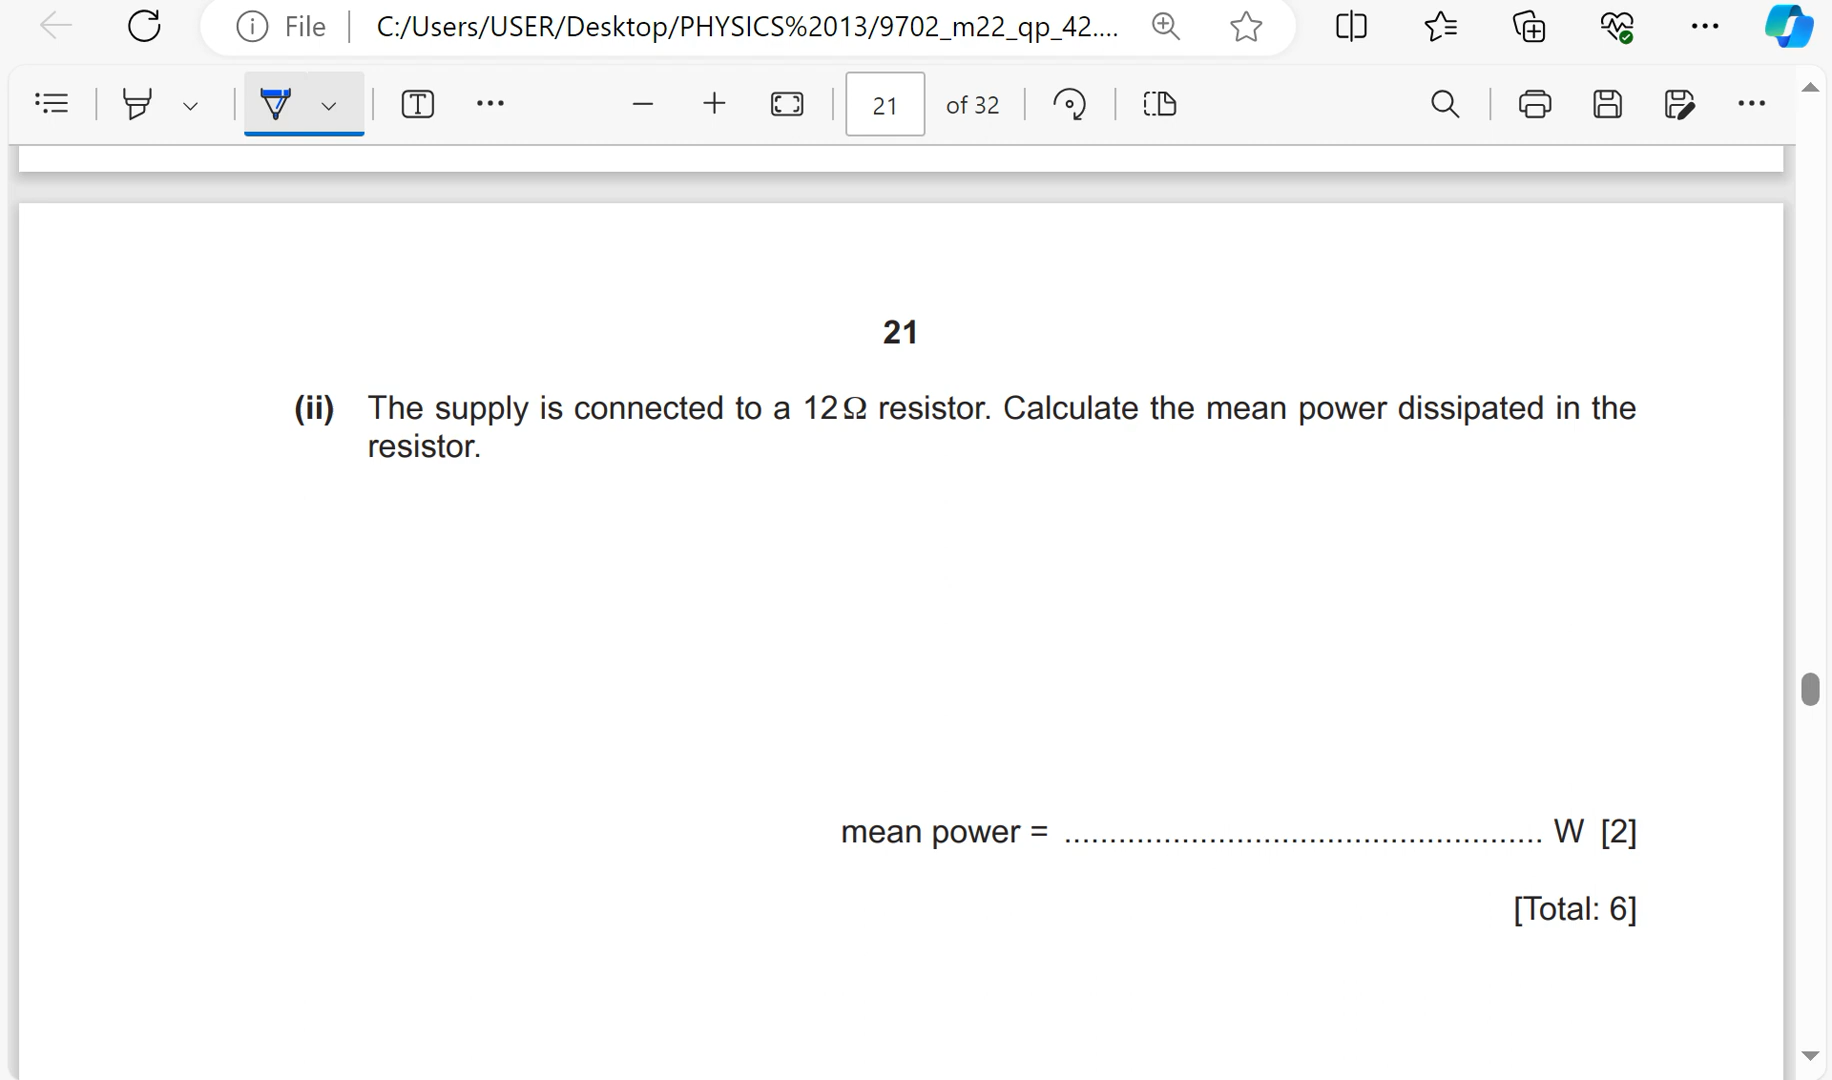 File C:/Users/USER/Desktop/PHYSICS%2013/9702_m22_qp_42....
T 21 of 32
21
(ii) The supply is connected to a 12 Ω resistor. Calculate the mean power dissipated in the
resistor.
mean power = .................................................... W [2]
[Total: 6]